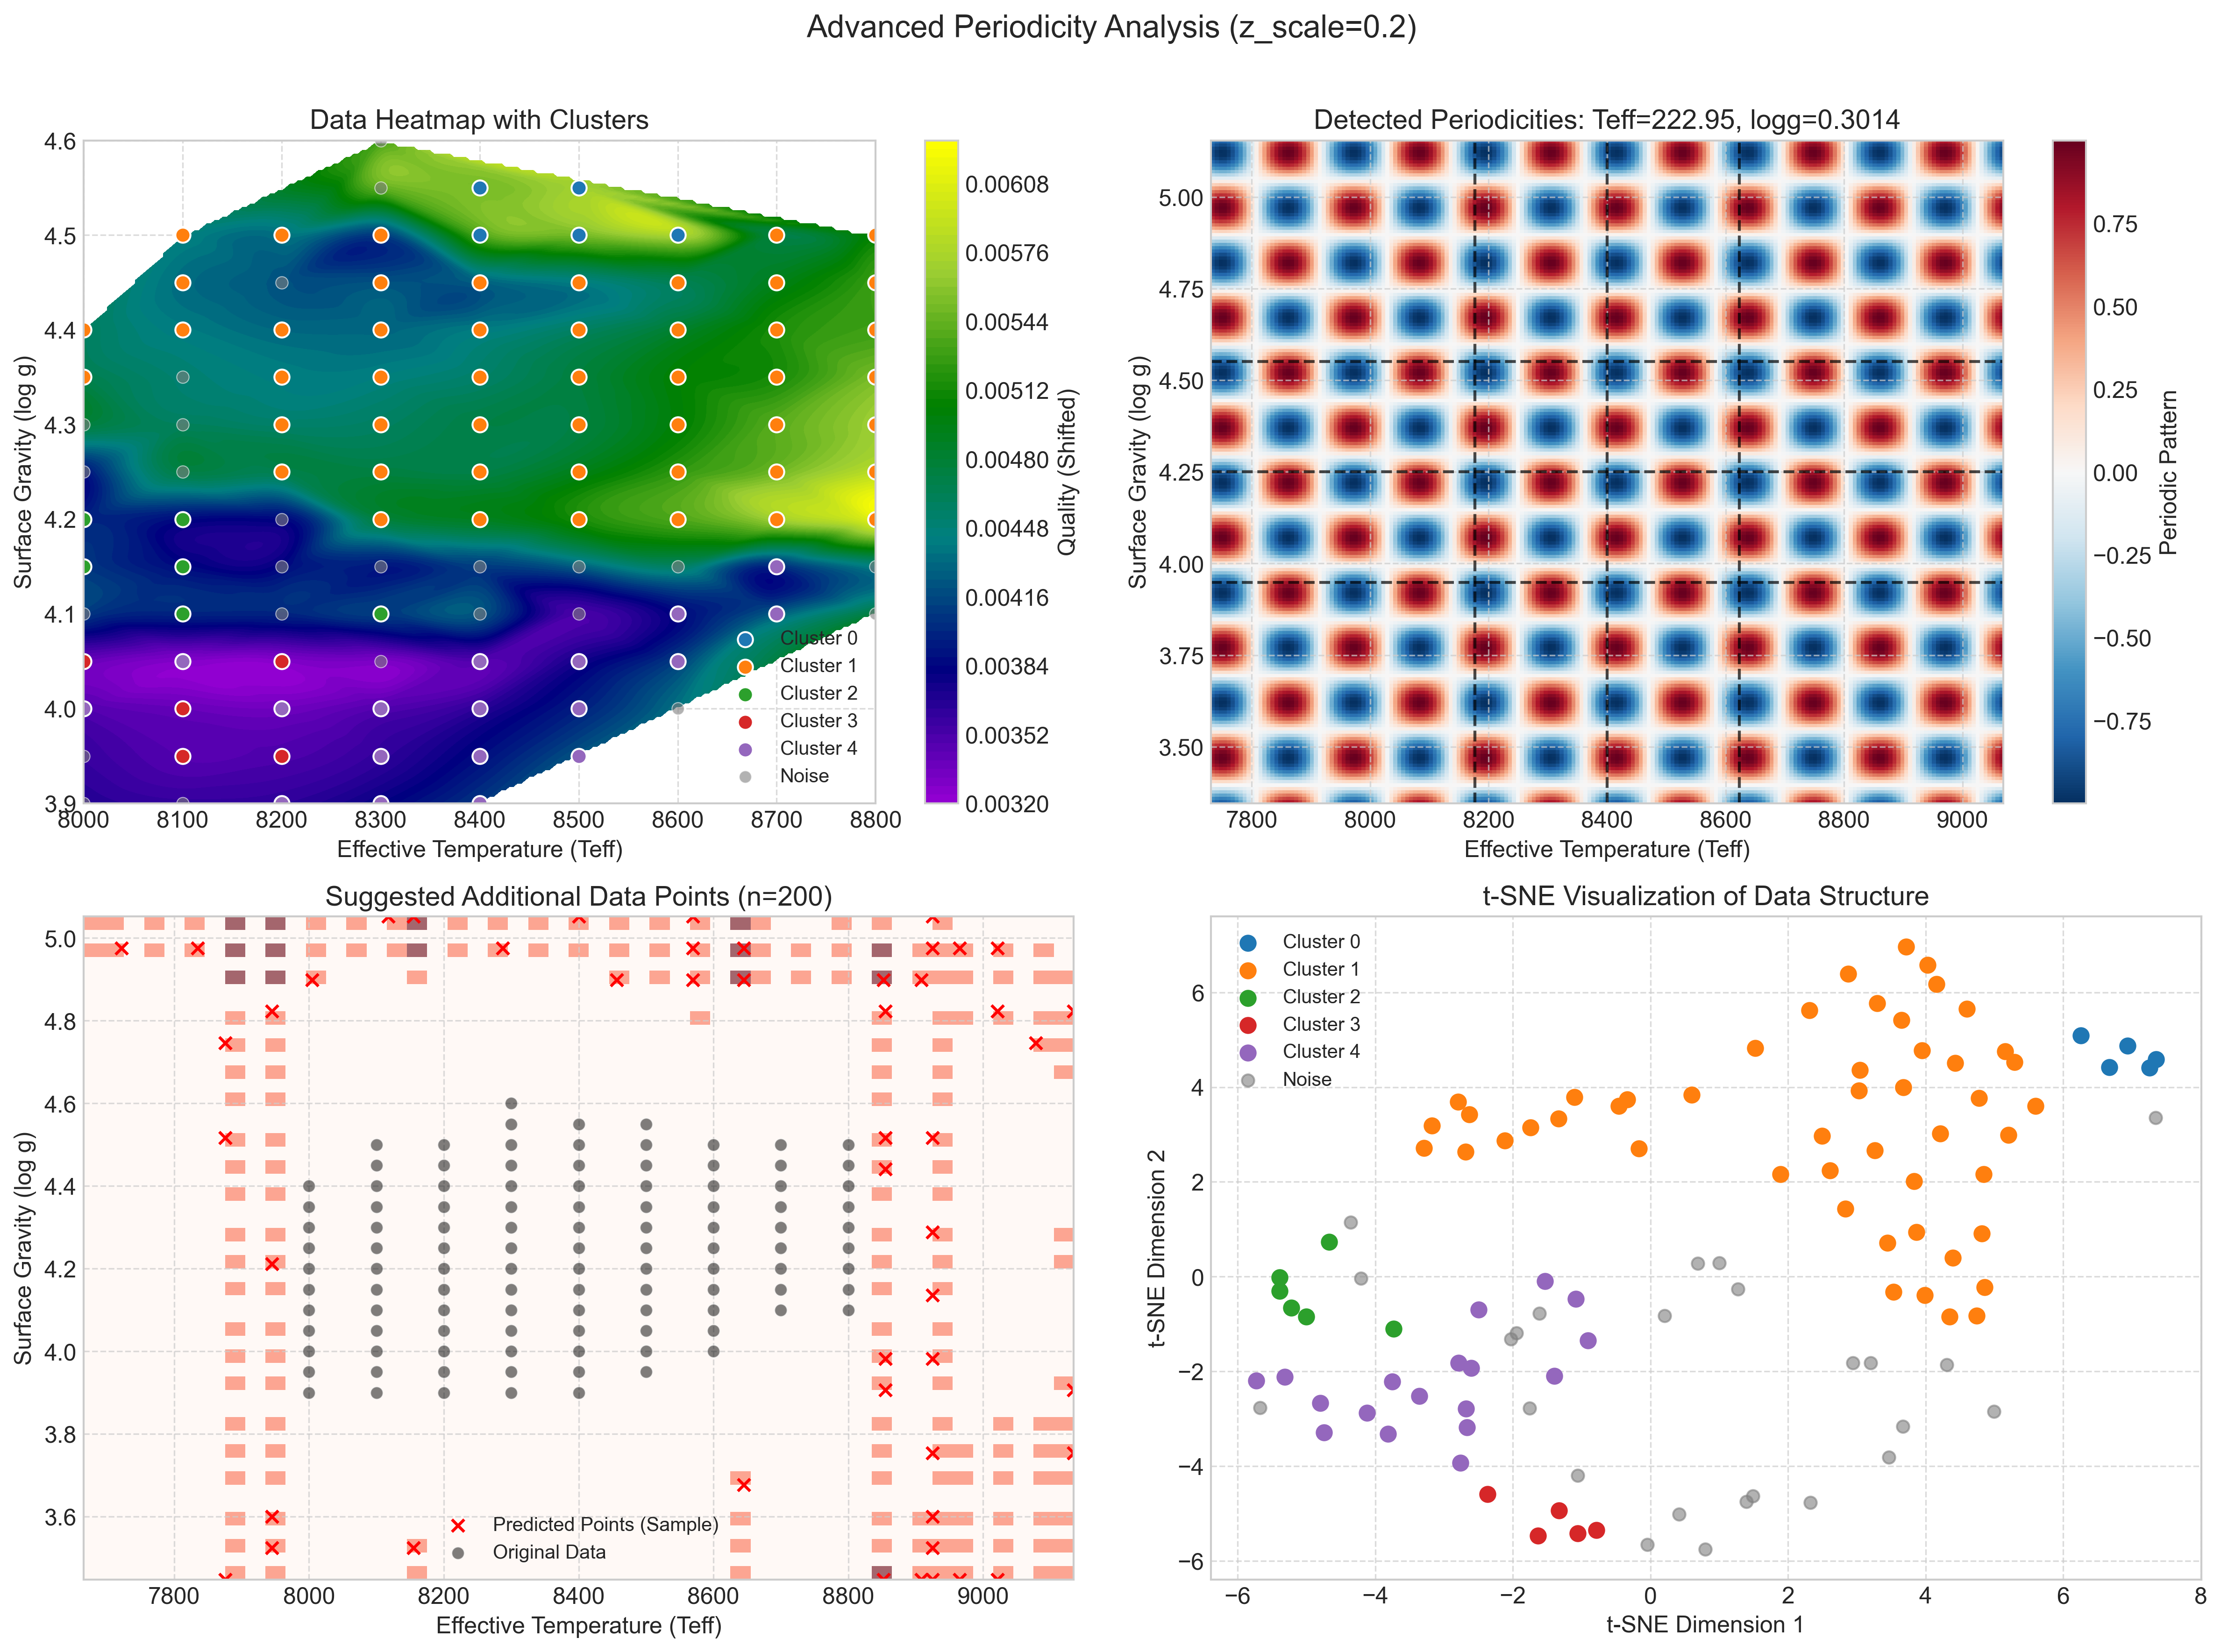 Advanced Periodicity Analysis (z_scale=0.2)
Data Heatmap with Clusters
Surface Gravity (log g)
4.6
4.5
4.4
4.3
4.2
4.1
4.0
3.9
8000 8100 8200 8300 8400 8500 8600 8700 8800
Effective Temperature (Teff)
Cluster 0
Cluster 1
Cluster 2
Cluster 3
Cluster 4
Noise
0.00608
0.00576
0.00544
0.00512
0.00480
0.00448
0.00416
0.00384
0.00352
0.00320
Quality (Shifted)
Detected Periodicities: Teff=222.95, logg=0.3014
Surface Gravity (log g)
5.00
4.75
4.50
4.25
4.00
3.75
3.50
7800 8000 8200 8400 8600 8800 9000
Effective Temperature (Teff)
0.75
0.50
0.25
0.00
−0.25
−0.50
−0.75
Periodic Pattern
Suggested Additional Data Points (n=200)
Surface Gravity (log g)
5.0
4.8
4.6
4.4
4.2
4.0
3.8
3.6
7800 8000 8200 8400 8600 8800 9000
Effective Temperature (Teff)
Predicted Points (Sample)
Original Data
t-SNE Visualization of Data Structure
t-SNE Dimension 2
6
4
2
0
−2
−4
−6
−6 −4 −2 0 2 4 6 8
t-SNE Dimension 1
Cluster 0
Cluster 1
Cluster 2
Cluster 3
Cluster 4
Noise